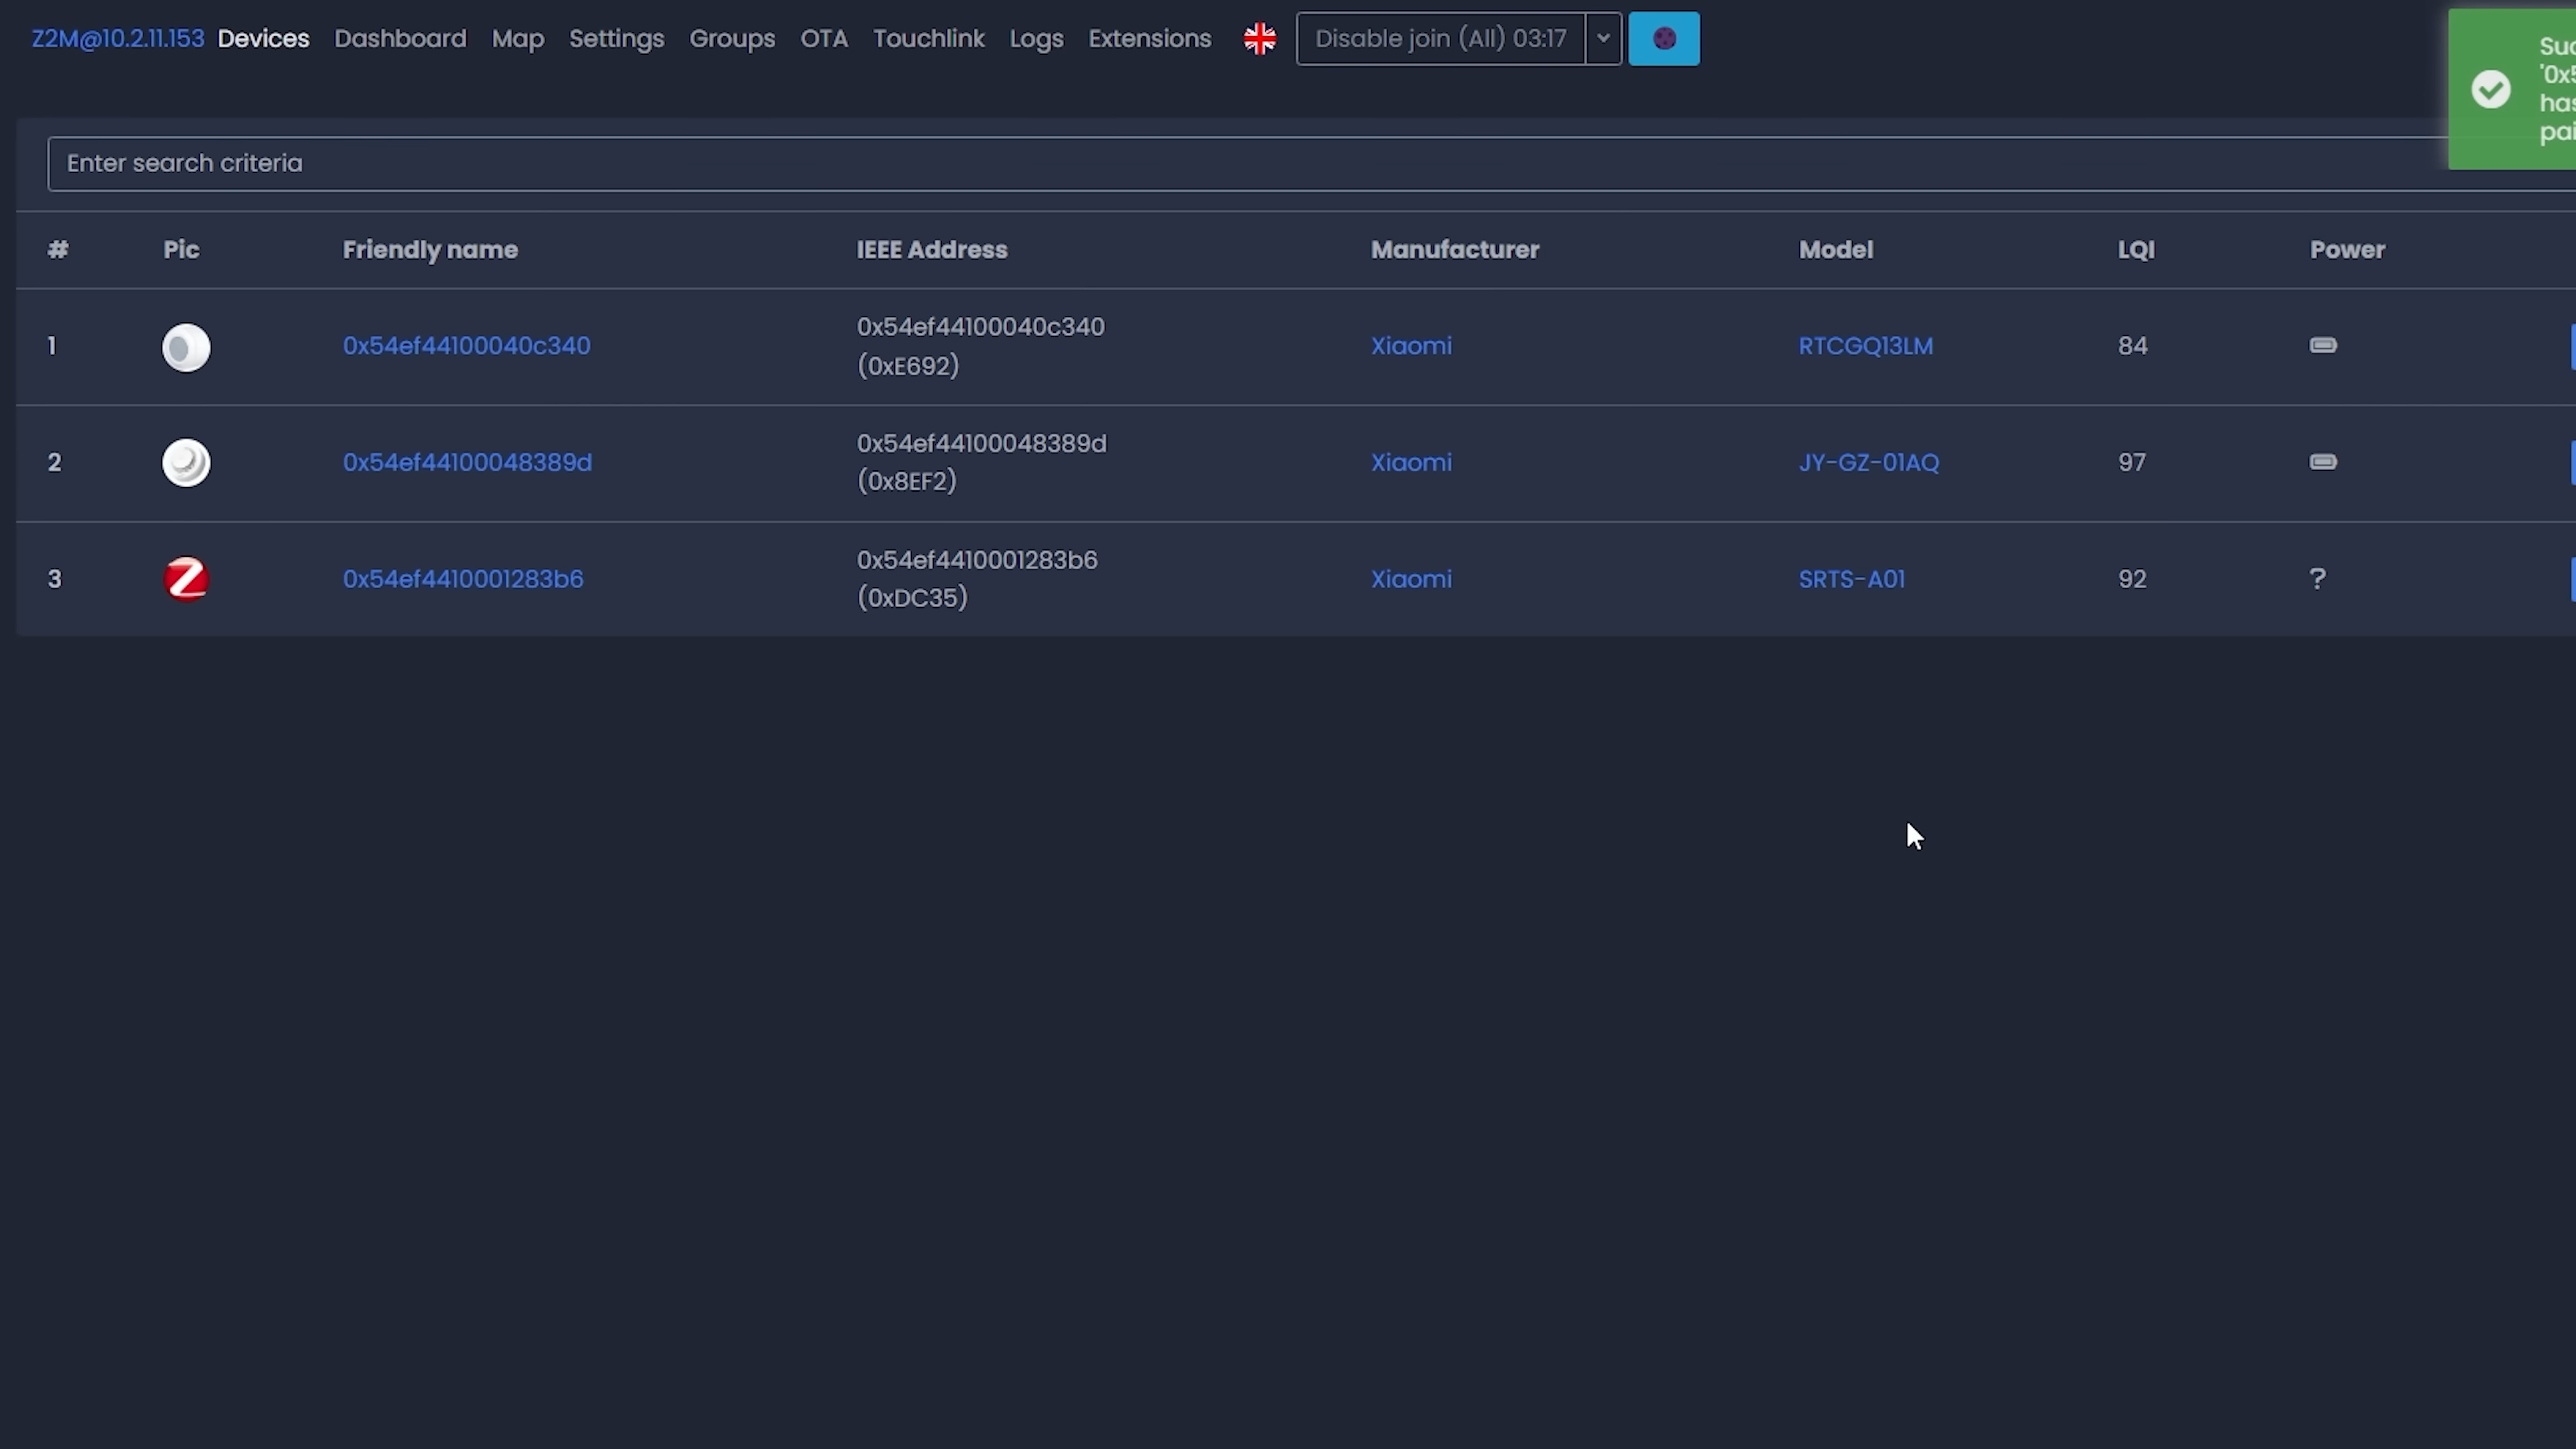 Z2M@10.2.11.153 Devices Dashboard Map Settings Groups OTA Touchlink Logs Extensions Disable join (All) 03:17
Enter search criteria
# Pic Friendly name IEEE Address Manufacturer Model LQI Power
1 0x54ef44100040c340 0x54ef44100040c340 Xiaomi RTCGQ13LM 84
(0xE692)
2 0x54ef44100048389d 0x54ef44100048389d Xiaomi JY-GZ-01AQ 97
(0x8EF2)
3 0x54ef4410001283b6 0x54ef4410001283b6 Xiaomi SRTS-A01 92 ?
(0xDC35)